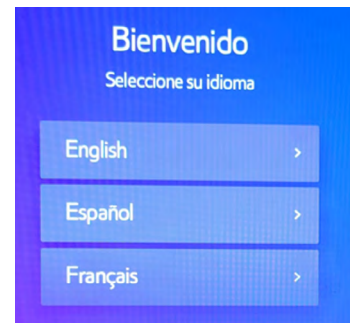 Bienvenido
Seleccione su idioma
English
Español
Français